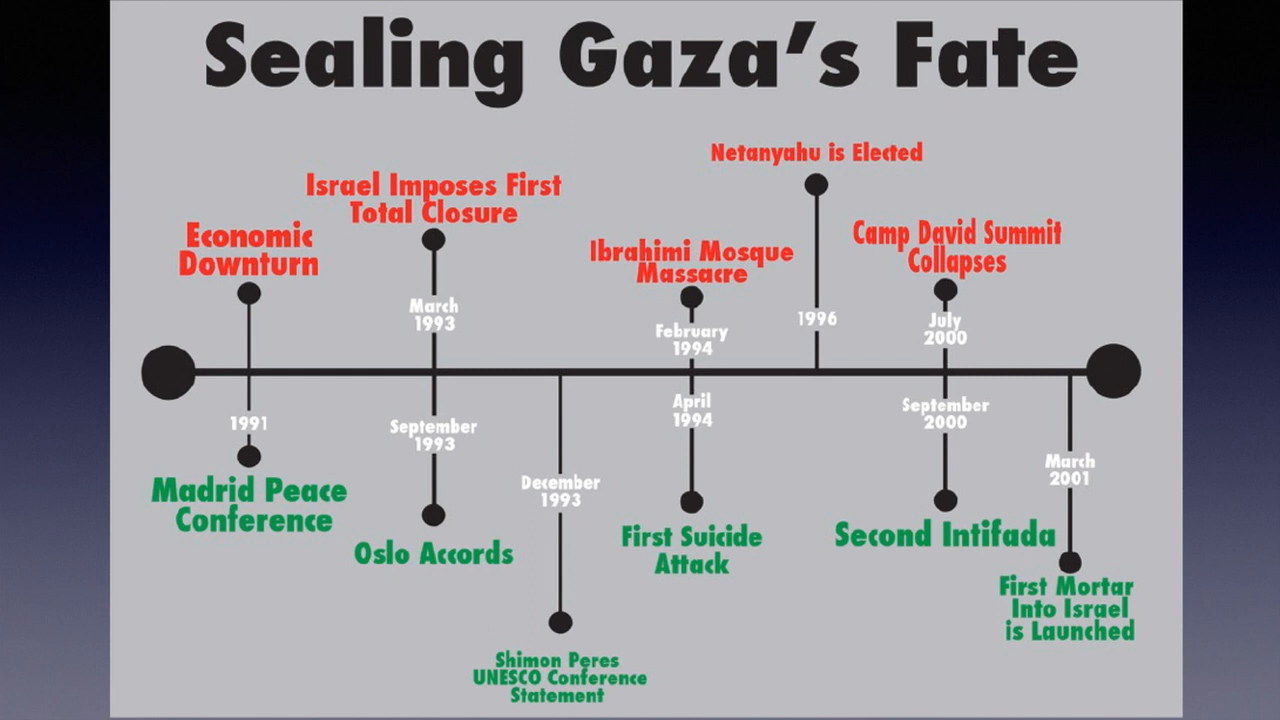 Sealing Gaza's Fate
Netanyahu is Elected
Israel Imposes First
Total Closure
Economic
Downturn
Ibrahimi Mosque
Massacre
Camp David Summit
Collapses
March
1993
February
1994
1996
July
2000
1991
September
1993
December
1993
April
1994
September
2000
March
2001
Madrid Peace
Conference
Oslo Accords
First Suicide
Attack
Second Intifada
First Mortar
Into Israel
is Launched
Shimon Peres
UNESCO Conference
Statement